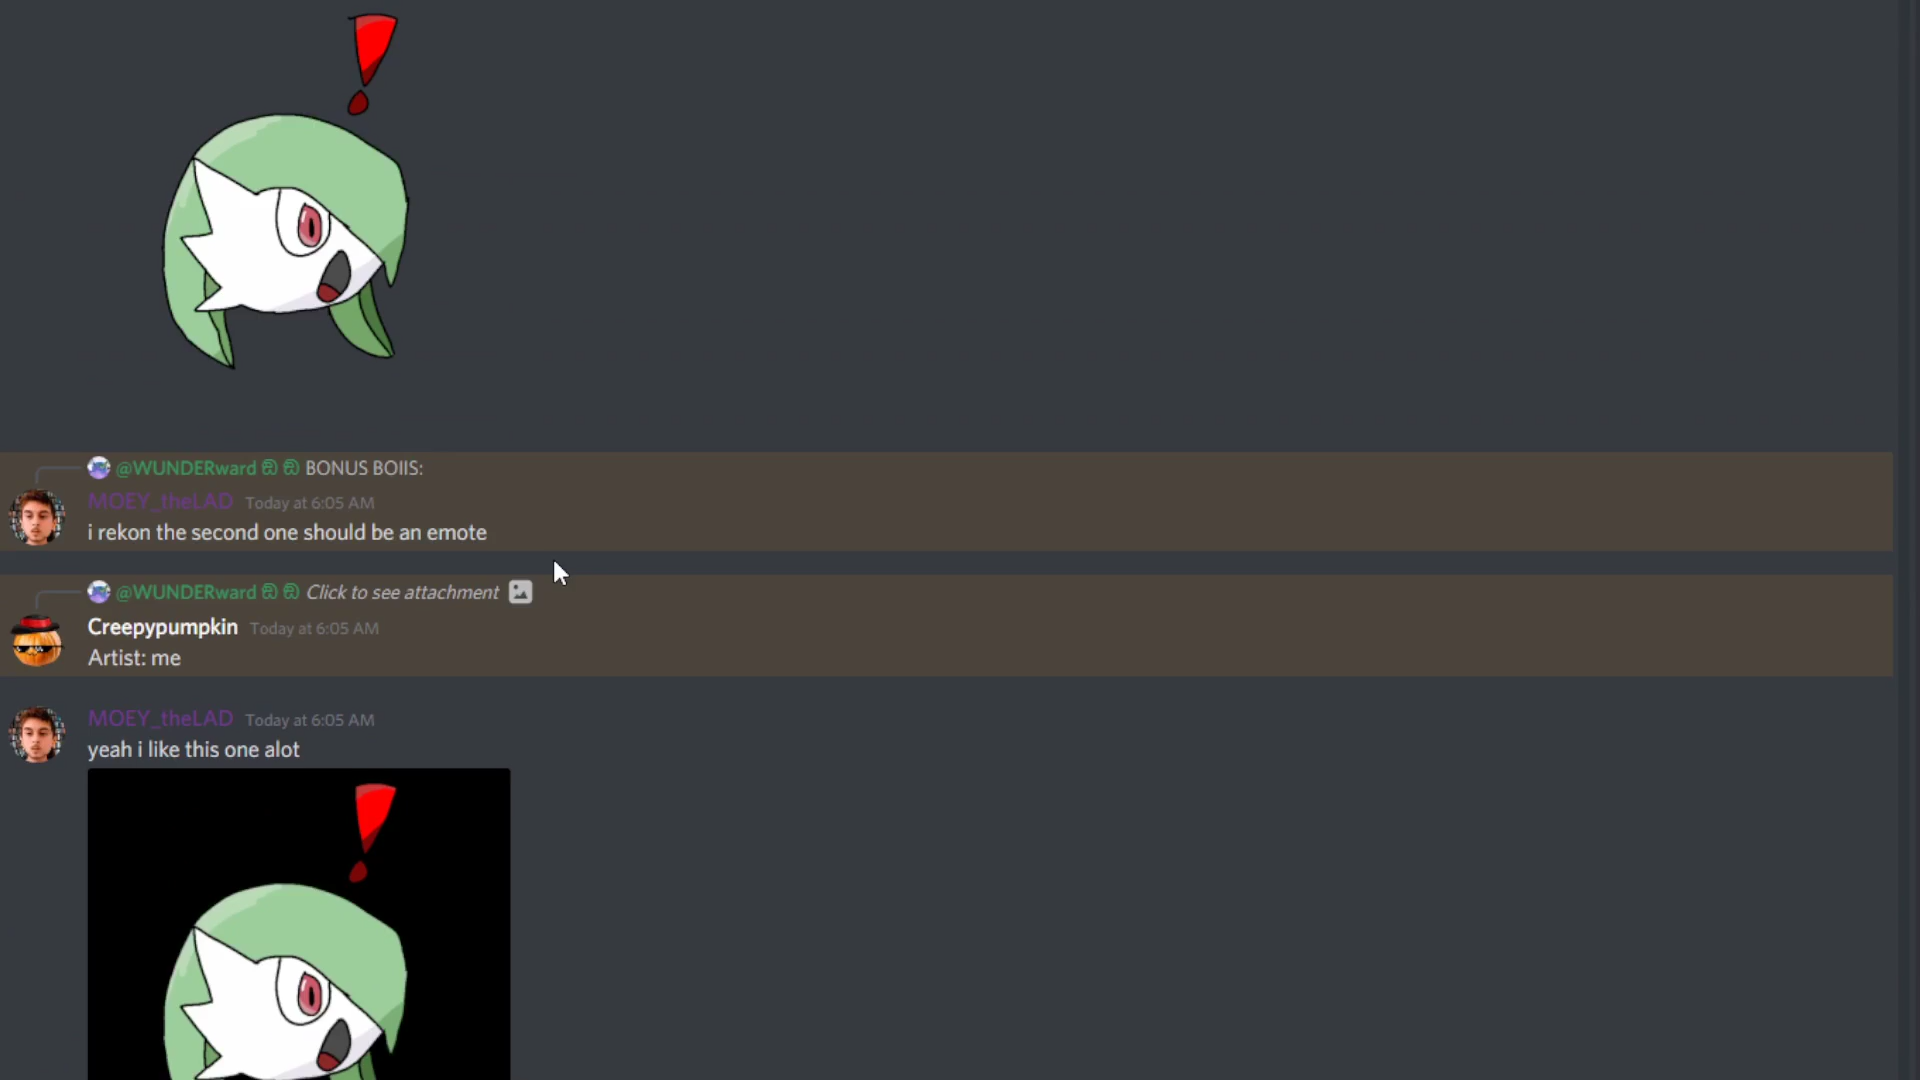 @WUNDERward BONUS BOIIS:
MOEY_theLAD Today at 6:05 AM
i rekon the second one should be an emote
@WUNDERward Click to see attachment
Creepypumpkin Today at 6:05 AM
Artist: me
MOEY_theLAD Today at 6:05 AM
yeah i like this one alot